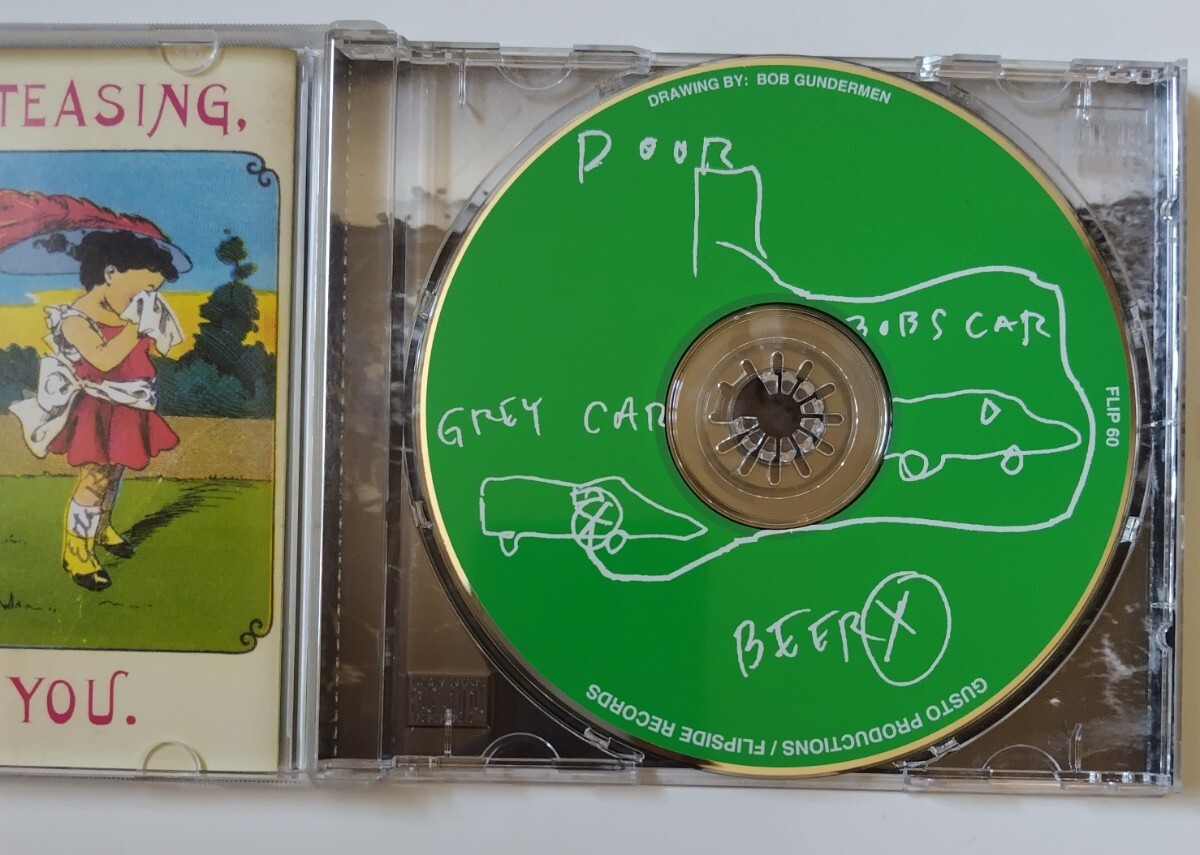 TEASING,
YOU.
DRAWING BY: BOB GUNDERMEN
DOOR
BOBS CAR
GREY CAR
FLIP 60
BEER X
GUSTO PRODUCTIONS / FLIPSIDE RECORDS